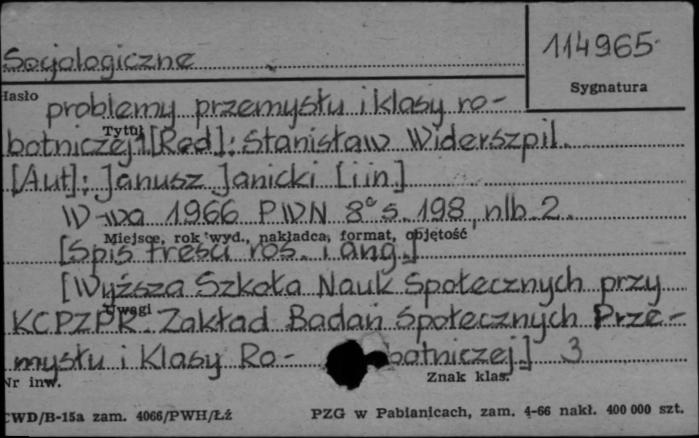 Socjologiczne
114965
Hasło
Sygnatura
problemy przemysłu i klasy ro-
Tytuł
botniczej 1 [Red]: Stanisław Widerszpil.
[Aut]: Janusz Janicki [i in.]
W-wa 1966 PWN 8° s. 198, nlb. 2.
Miejsce, rok wyd., nakładca, format, objętość
[Spis treści ros. i ang.]
[Wyższa Szkoła Nauk Społecznych przy
Uwagi
KCPZPR. Zakład Badań Społecznych Prze-
mysłu i Klasy Ro- botniczej.] 3
Nr inw.
Znak klas.
CWD/B-15a zam. 4066/PWH/Łź
PZG w Pabianicach, zam. 4-66 nakł. 400 000 szt.